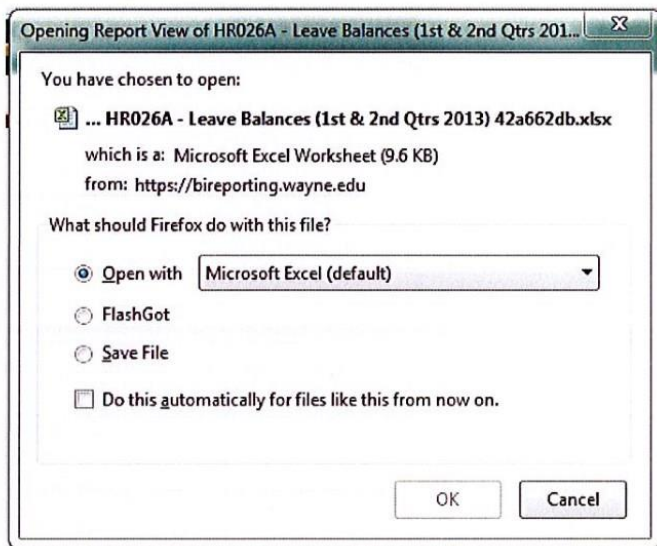 Opening Report View of HR026A - Leave Balances (1st & 2nd Qtrs 201...
You have chosen to open:
... HR026A - Leave Balances (1st & 2nd Qtrs 2013) 42a662db.xlsx
which is a: Microsoft Excel Worksheet (9.6 KB)
from: https://bireporting.wayne.edu
What should Firefox do with this file?
Open with Microsoft Excel (default)
FlashGot
Save File
Do this automatically for files like this from now on.
OK Cancel